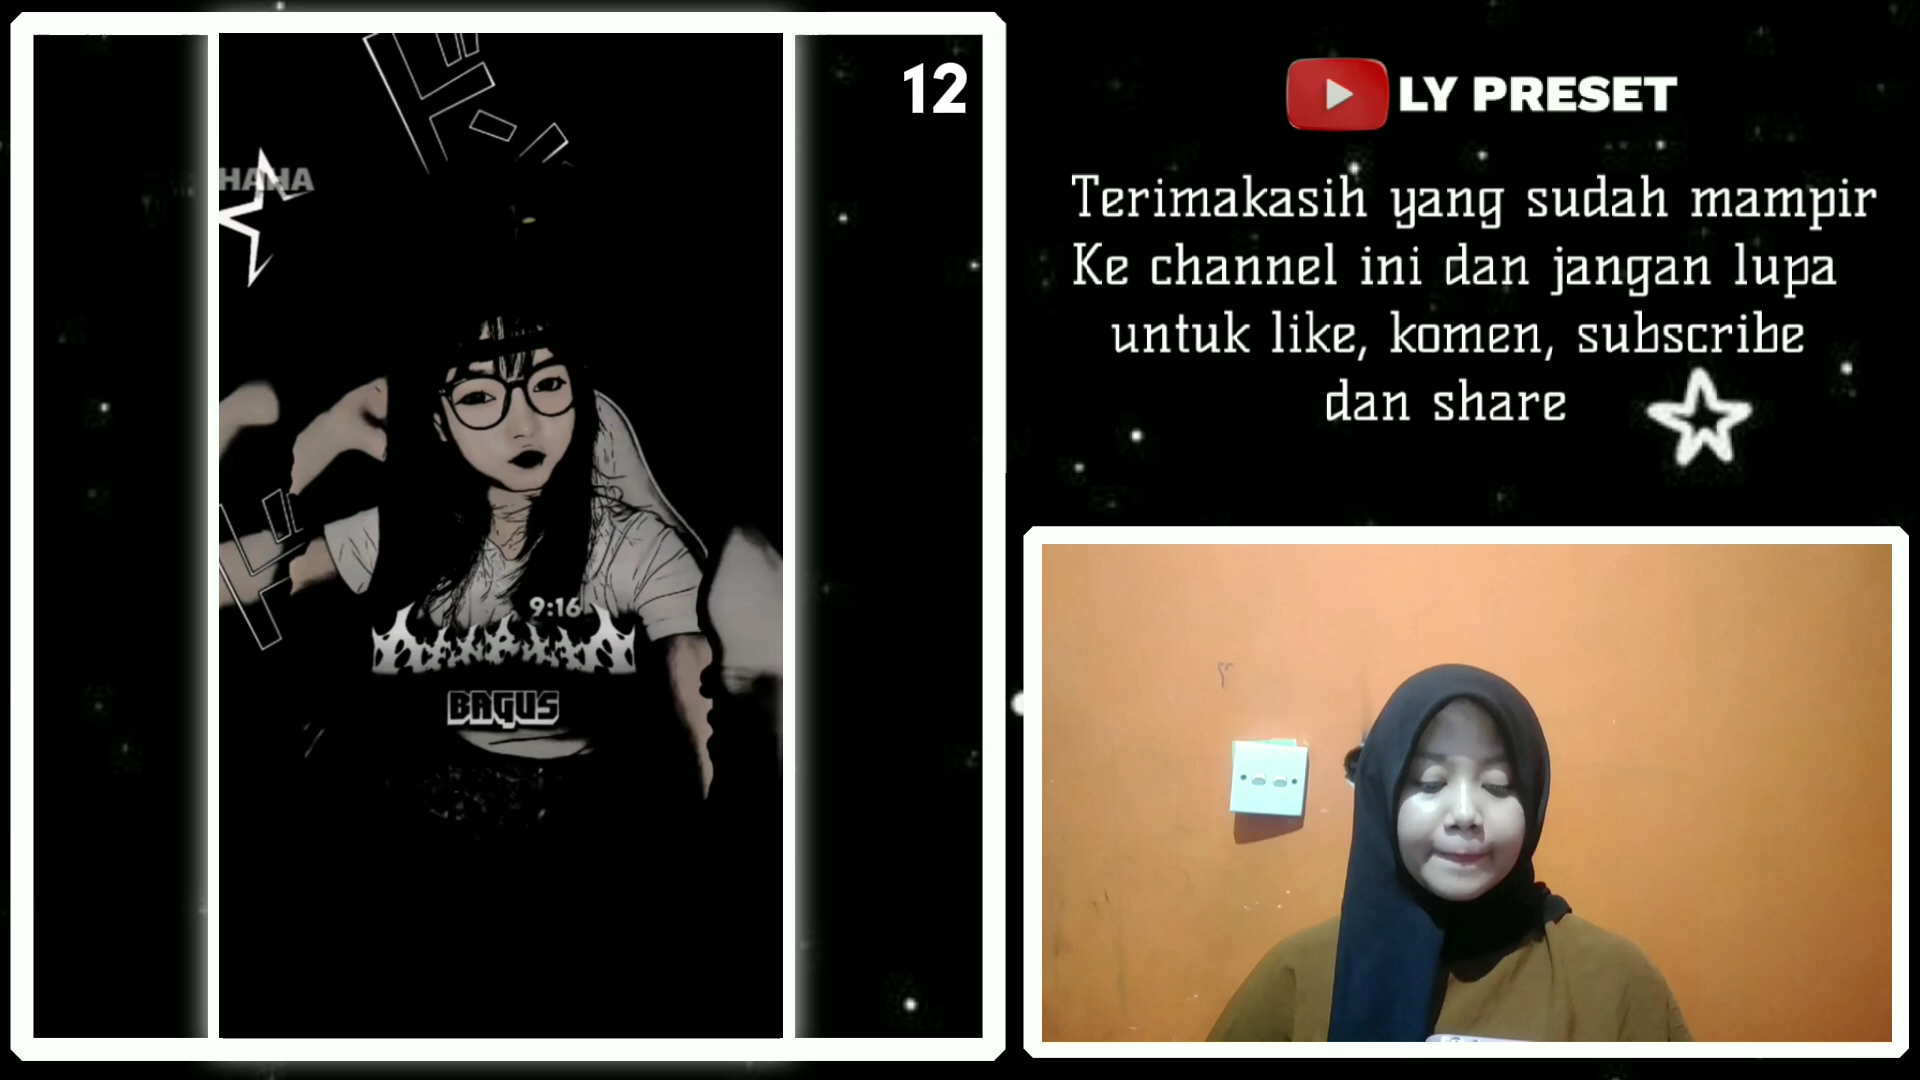 HAHA
12
9:16
BAGUS
LY PRESET
Terimakasih yang sudah mampir
Ke channel ini dan jangan lupa
untuk like, komen, subscribe
dan share